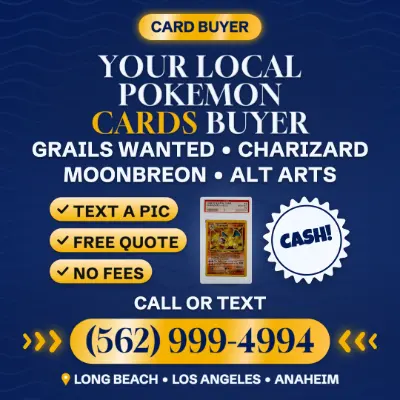 CARD BUYER
YOUR LOCAL
POKEMON
CARDS BUYER
GRAILS WANTED • CHARIZARD
MOONBREON • ALT ARTS
✓ TEXT A PIC
✓ FREE QUOTE
✓ NO FEES
CASH!
CALL OR TEXT
(562) 999-4994
LONG BEACH • LOS ANGELES • ANAHEIM